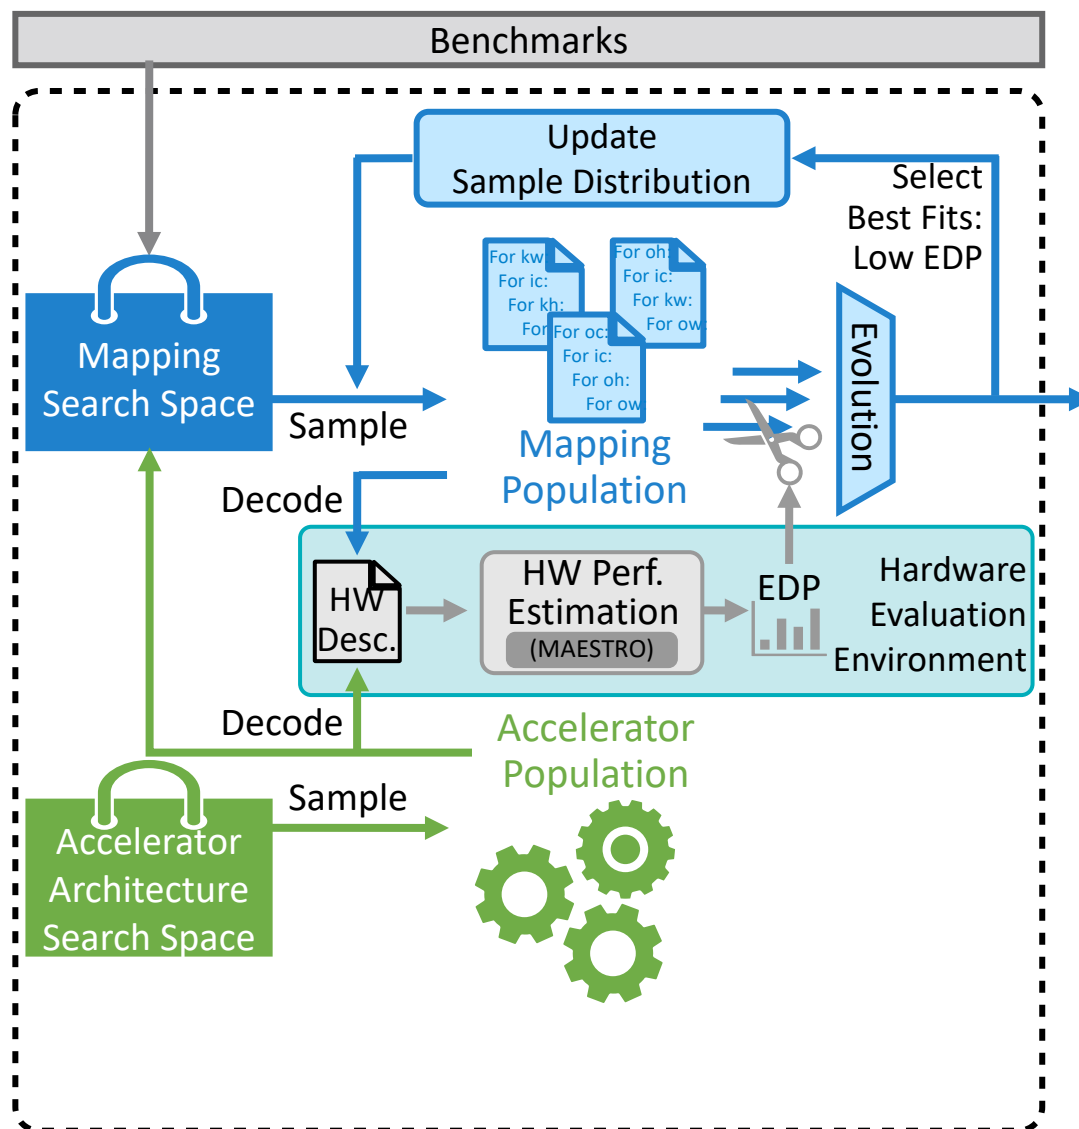 Benchmarks
Update
Sample Distribution
Select
Best Fits:
Low EDP
For kw:
For ic:
For kh:
For
For oh:
For ic:
For kw:
For ow:
For oc:
For ic:
For oh:
For ow:
Mapping
Search Space
Sample
Mapping
Population
Evolution
Decode
HW
Desc.
HW Perf.
Estimation
(MAESTRO)
EDP
Hardware
Evaluation
Environment
Decode
Accelerator
Population
Sample
Accelerator
Architecture
Search Space